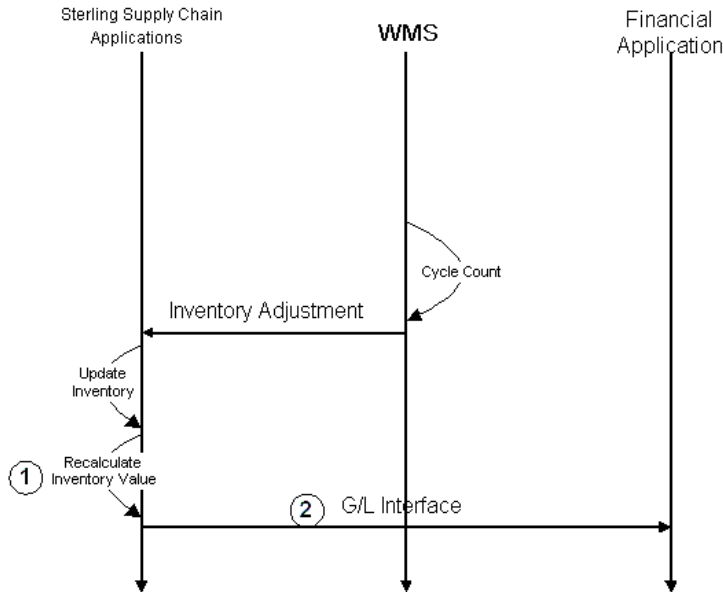 Sterling Supply Chain
Applications
WMS
Financial
Application
Cycle Count
Inventory Adjustment
Update
Inventory
1
Recalculate
Inventory Value
2
G/L Interface